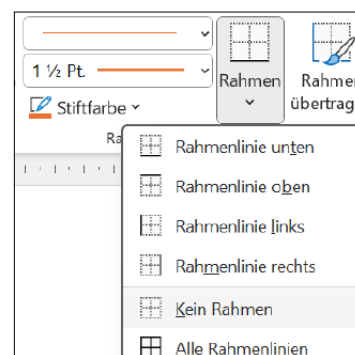 1 ½ Pt.
Rahmen
Stiftfarbe
übertrag
Rahmenlinie unten
Rahmenlinie oben
Rahmenlinie links
Rahmenlinie rechts
Kein Rahmen
Alle Rahmenlinien